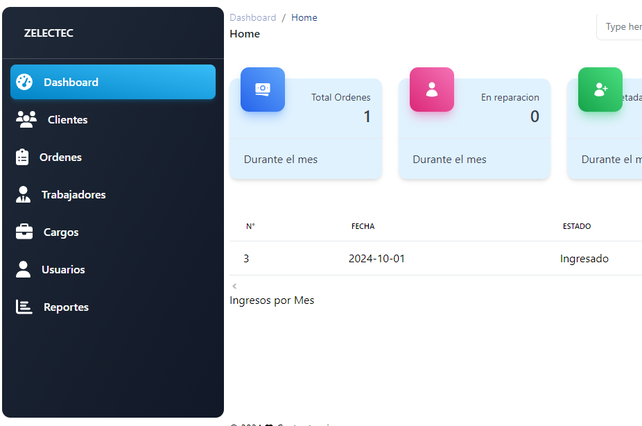 ZELECTEC
Dashboard
Clientes
Ordenes
Trabajadores
Cargos
Usuarios
Reportes
Dashboard / Home
Home
Type her
Total Ordenes
1
Durante el mes
En reparacion
0
Durante el mes
etada
Durante el m
N° FECHA ESTADO
3 2024-10-01 Ingresado
<
Ingresos por Mes
© 2024